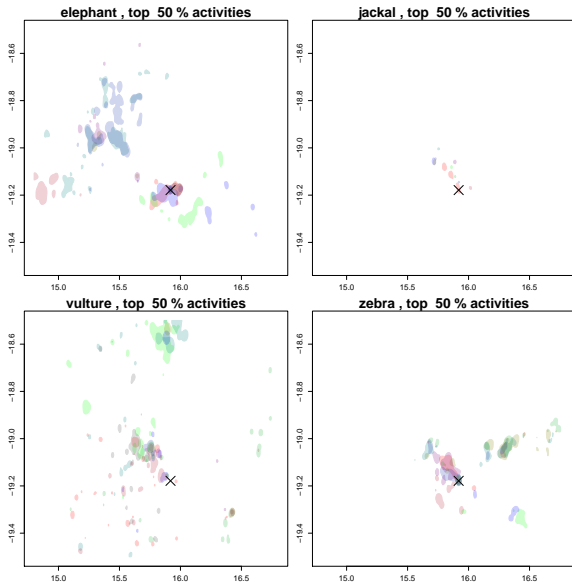 elephant , top 50 % activities
−18.6
−18.8
−19.0
−19.2
−19.4
15.0 15.5 16.0 16.5
jackal , top 50 % activities
−18.6
−18.8
−19.0
−19.2
−19.4
15.0 15.5 16.0 16.5
vulture , top 50 % activities
−18.6
−18.8
−19.0
−19.2
−19.4
15.0 15.5 16.0 16.5
zebra , top 50 % activities
−18.6
−18.8
−19.0
−19.2
−19.4
15.0 15.5 16.0 16.5